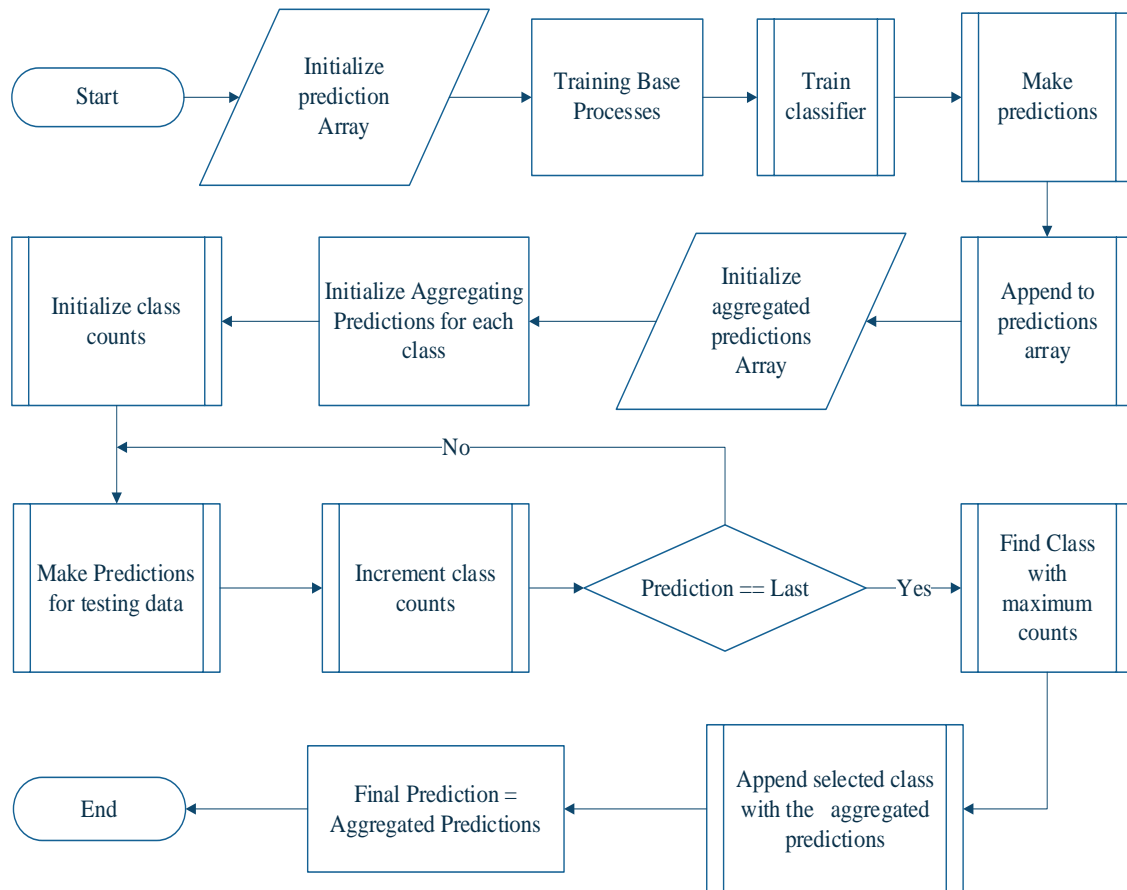 Start
Initialize
prediction
Array
Training Base
Processes
Train
classifier
Make
predictions
Initialize class
counts
Initialize Aggregating
Predictions for each
class
Initialize
aggregated
predictions
Array
Append to
predictions
array
No
Make Predictions
for testing data
Increment class
counts
Prediction == Last
Yes
Find Class
with
maximum
counts
End
Final Prediction =
Aggregated Predictions
Append selected class
with the aggregated
predictions